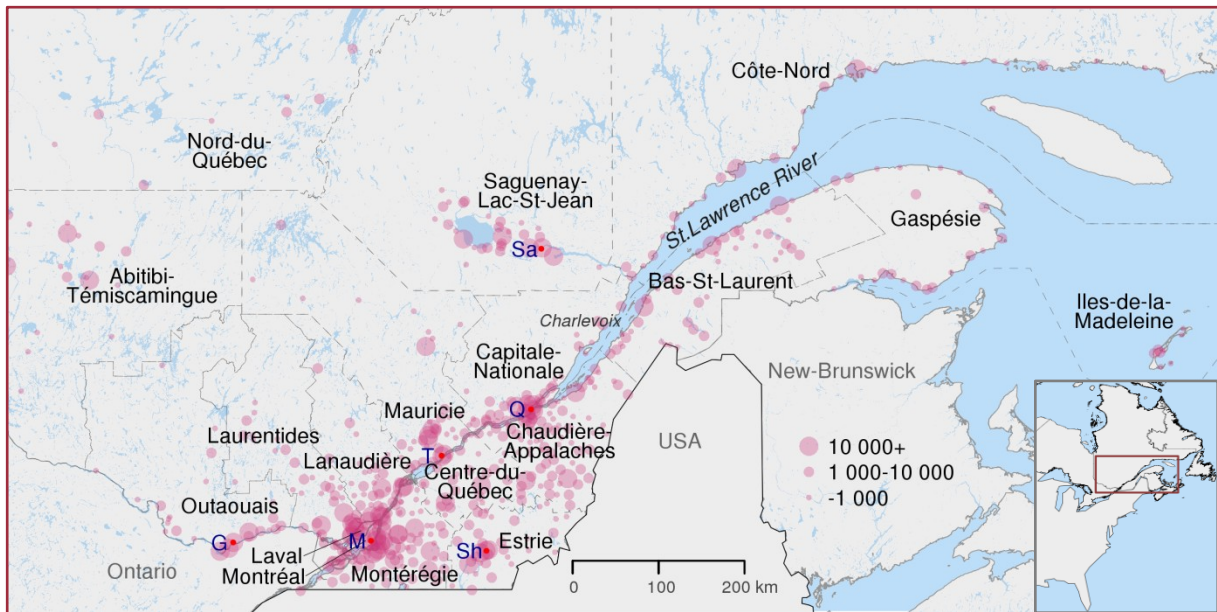 Côte-Nord
Nord-du-
Québec
Saguenay-
Lac-St-Jean
St.Lawrence River
Gaspésie
Sa
Abitibi-
Témiscamingue
Bas-St-Laurent
Iles-de-la-
Madeleine
Charlevoix
Capitale-
Nationale
New-Brunswick
Mauricie
Q
Laurentides
Chaudière-
Appalaches
USA
T
Lanaudière
Centre-du-
Québec
10 000+
1 000-10 000
-1 000
Outaouais
G
Laval
Montréal
M
Montérégie
Sh
Estrie
Ontario
0 100 200 km